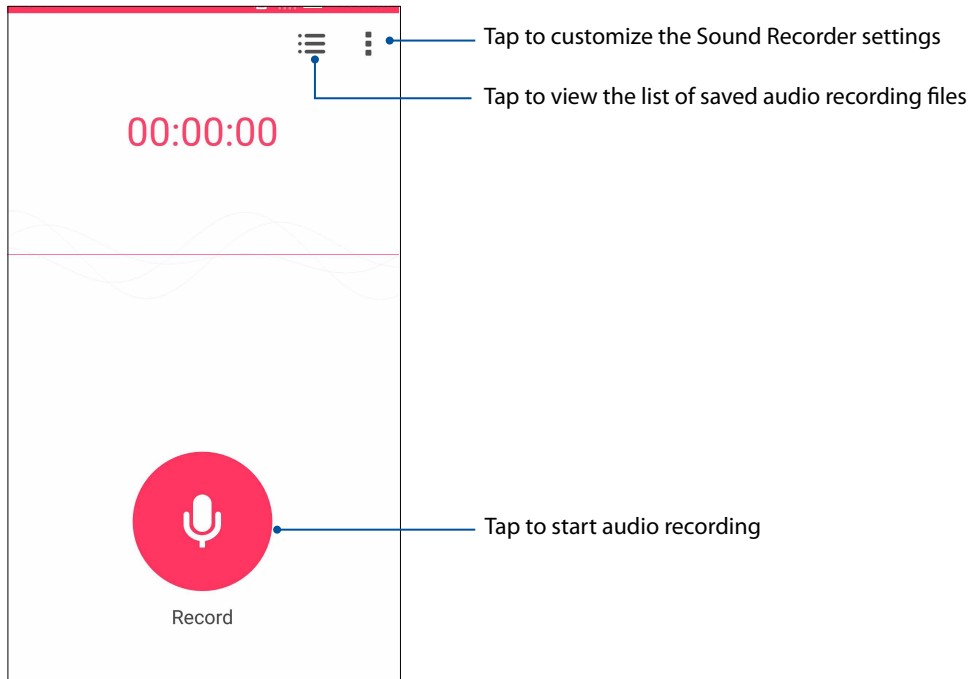 Tap to customize the Sound Recorder settings
Tap to view the list of saved audio recording files
00:00:00
Tap to start audio recording
Record